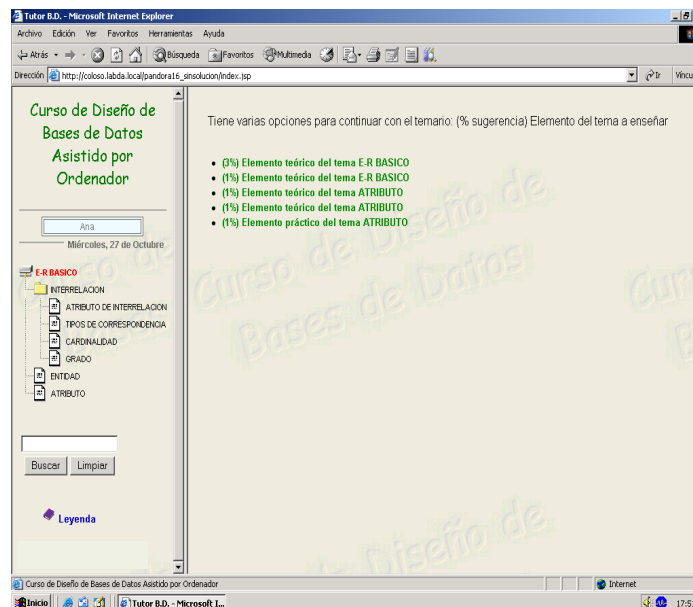 Tutor B.D. - Microsoft Internet Explorer
Archivo Edición Ver Favoritos Herramientas Ayuda
Atrás Búsqueda Favoritos Multimedia
Dirección http://coloso.labda.local/pandora16_sinsolucion/index.jsp Ir Víncu
Curso de Diseño de
Bases de Datos
Asistido por
Ordenador
Ana
Miércoles, 27 de Octubre
E-R BASICO
INTERRELACION
ATRIBUTO DE INTERRELACION
TIPOS DE CORRESPONDENCIA
CARDINALIDAD
GRADO
ENTIDAD
ATRIBUTO
Buscar Limpiar
Leyenda
Tiene varias opciones para continuar con el temario: (% sugerencia) Elemento del tema a enseñar
• (3%) Elemento teórico del tema E-R BASICO
• (1%) Elemento teórico del tema E-R BASICO
• (1%) Elemento teórico del tema ATRIBUTO
• (1%) Elemento teórico del tema ATRIBUTO
• (1%) Elemento práctico del tema ATRIBUTO
Curso de Diseño de
Bases de Datos
Cur
B
Diseño de
Curso de Diseño de Bases de Datos Asistido por Ordenador Internet
Inicio Tutor B.D. - Microsoft I... 17:5